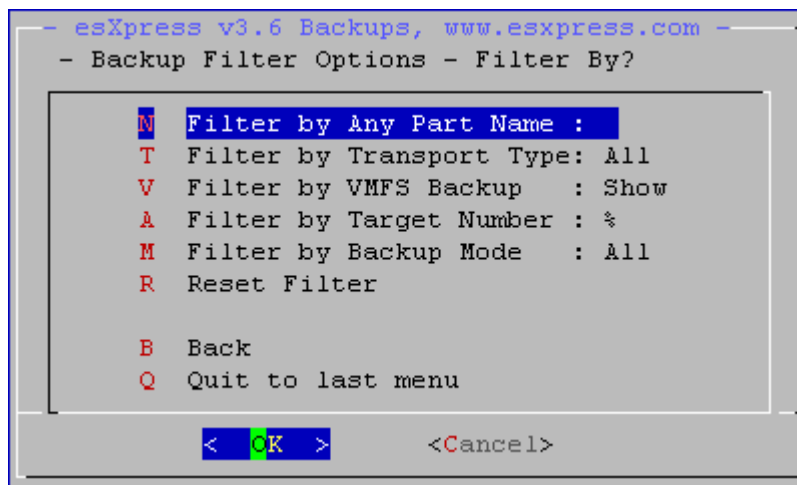 - esXpress v3.6 Backups, www.esxpress.com -
- Backup Filter Options - Filter By?
N Filter by Any Part Name :
T Filter by Transport Type: All
V Filter by VMFS Backup : Show
A Filter by Target Number : %
M Filter by Backup Mode : All
R Reset Filter
B Back
Q Quit to last menu
< OK > <Cancel>